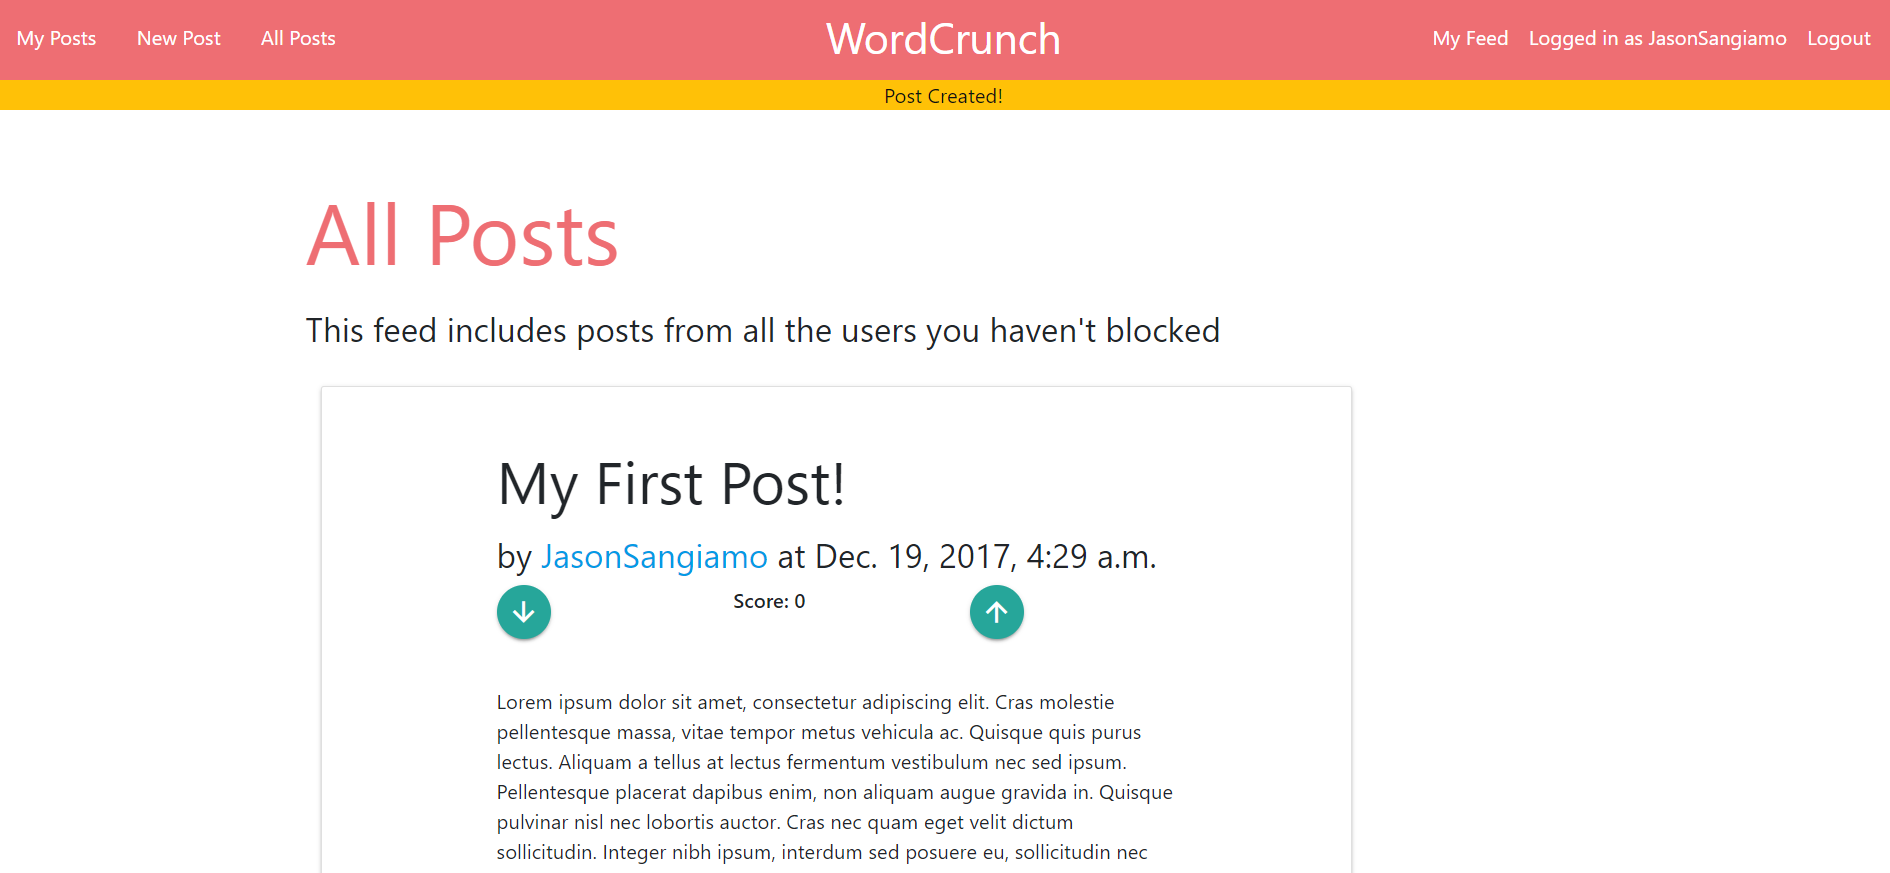 My Posts New Post All Posts WordCrunch My Feed Logged in as JasonSangiamo Logout
Post Created!
All Posts
This feed includes posts from all the users you haven't blocked
My First Post!
by JasonSangiamo at Dec. 19, 2017, 4:29 a.m.
Score: 0
Lorem ipsum dolor sit amet, consectetur adipiscing elit. Cras molestie
pellentesque massa, vitae tempor metus vehicula ac. Quisque quis purus
lectus. Aliquam a tellus at lectus fermentum vestibulum nec sed ipsum.
Pellentesque placerat dapibus enim, non aliquam augue gravida in. Quisque
pulvinar nisl nec lobortis auctor. Cras nec quam eget velit dictum
sollicitudin. Integer nibh ipsum, interdum sed posuere eu, sollicitudin nec